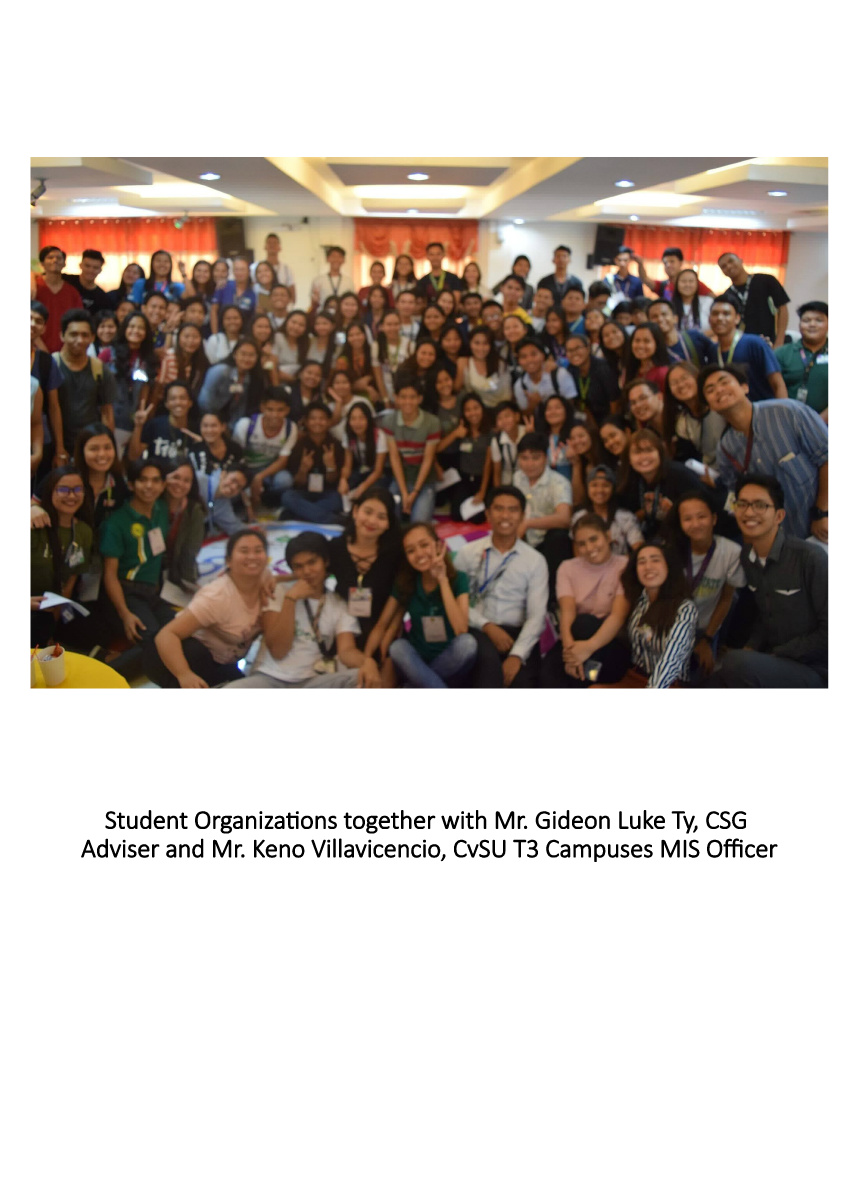 Student Organizations together with Mr. Gideon Luke Ty, CSG
Adviser and Mr. Keno Villavicencio, CvSU T3 Campuses MIS Officer